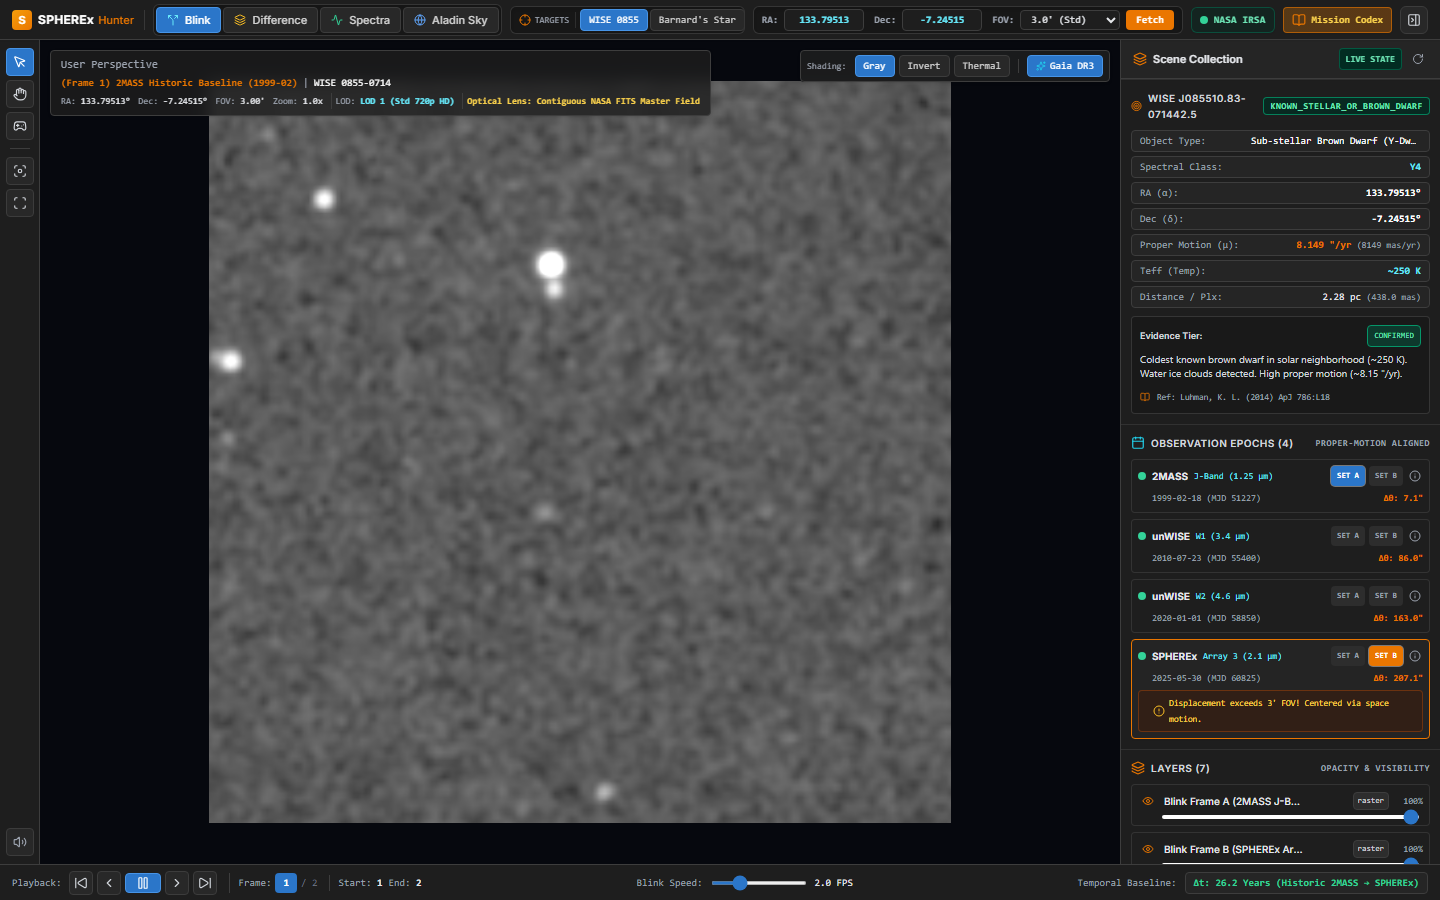 S SPHEREx Hunter Blink Difference Spectra Aladin Sky TARGETS WISE 0855 Barnard's Star RA: 133.79513 Dec: -7.24515 FOV: 3.0' (Std) Fetch NASA IRSA Mission Codex
User Perspective
(Frame 1) 2MASS Historic Baseline (1999-02) | WISE 0855-0714
RA: 133.79513° Dec: -7.24515° FOV: 3.00' Zoom: 1.0x LOD: LOD 1 (Std 720p HD) Optical Lens: Contiguous NASA FITS Master Field
Shading: Gray Invert Thermal Gaia DR3
Scene Collection LIVE STATE
WISE J085510.83-
071442.5
KNOWN_STELLAR_OR_BROWN_DWARF
Object Type: Sub-stellar Brown Dwarf (Y-Dw…
Spectral Class: Y4
RA (α): 133.79513°
Dec (δ): -7.24515°
Proper Motion (μ): 8.149 "/yr (8149 mas/yr)
Teff (Temp): ~250 K
Distance / Plx: 2.28 pc (438.0 mas)
Evidence Tier: CONFIRMED
Coldest known brown dwarf in solar neighborhood (~250 K).
Water ice clouds detected. High proper motion (~8.15 "/yr).
Ref: Luhman, K. L. (2014) ApJ 786:L18
OBSERVATION EPOCHS (4) PROPER-MOTION ALIGNED
2MASS J-Band (1.25 μm) SET A SET B
1999-02-18 (MJD 51227) Δθ: 7.1"
unWISE W1 (3.4 μm) SET A SET B
2010-07-23 (MJD 55400) Δθ: 86.0"
unWISE W2 (4.6 μm) SET A SET B
2020-01-01 (MJD 58850) Δθ: 163.0"
SPHEREx Array 3 (2.1 μm) SET A SET B
2025-05-30 (MJD 60825) Δθ: 207.1"
Displacement exceeds 3' FOV! Centered via space
motion.
LAYERS (7) OPACITY & VISIBILITY
Blink Frame A (2MASS J-B... raster 100%
Blink Frame B (SPHEREx Ar... raster 100%
Playback: Frame: 1 / 2 Start: 1 End: 2 Blink Speed: 2.0 FPS Temporal Baseline: Δt: 26.2 Years (Historic 2MASS → SPHEREx)